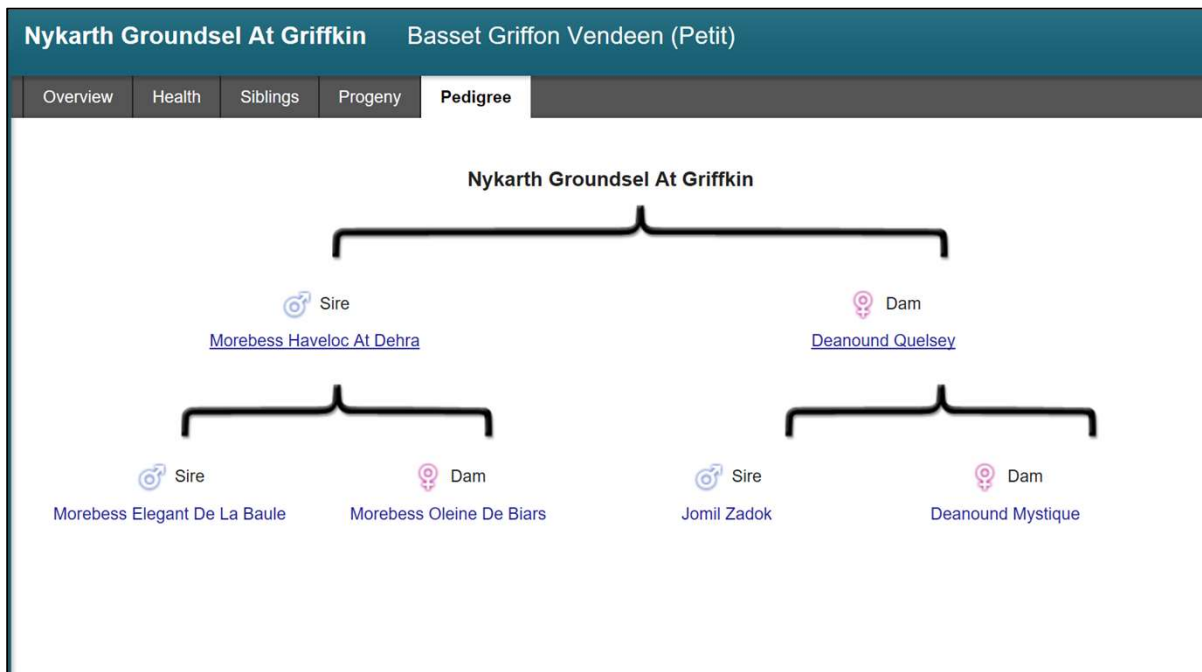 Nykarth Groundsel At Griffkin Basset Griffon Vendeen (Petit)
Overview Health Siblings Progeny Pedigree
Nykarth Groundsel At Griffkin
Sire Dam
Morebess Haveloc At Dehra Deanound Quelsey
Sire Dam Sire Dam
Morebess Elegant De La Baule Morebess Oleine De Biars Jomil Zadok Deanound Mystique